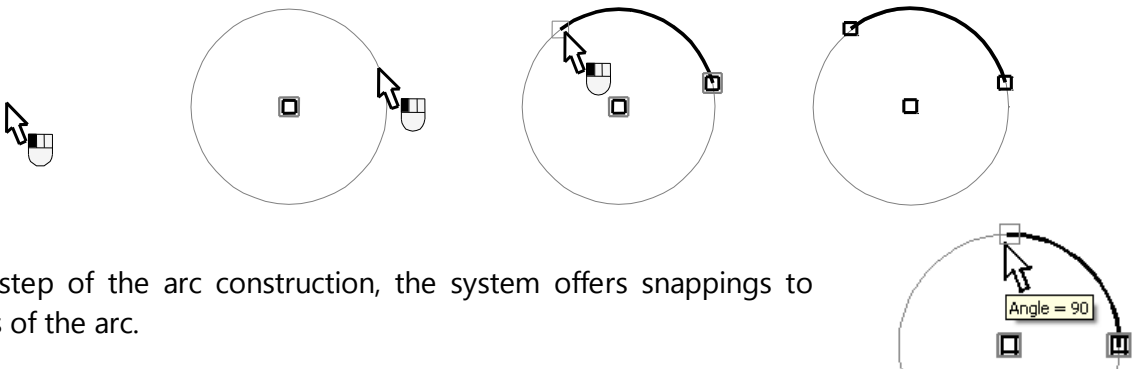 step of the arc construction, the system offers snappings to
of the arc.
Angle = 90